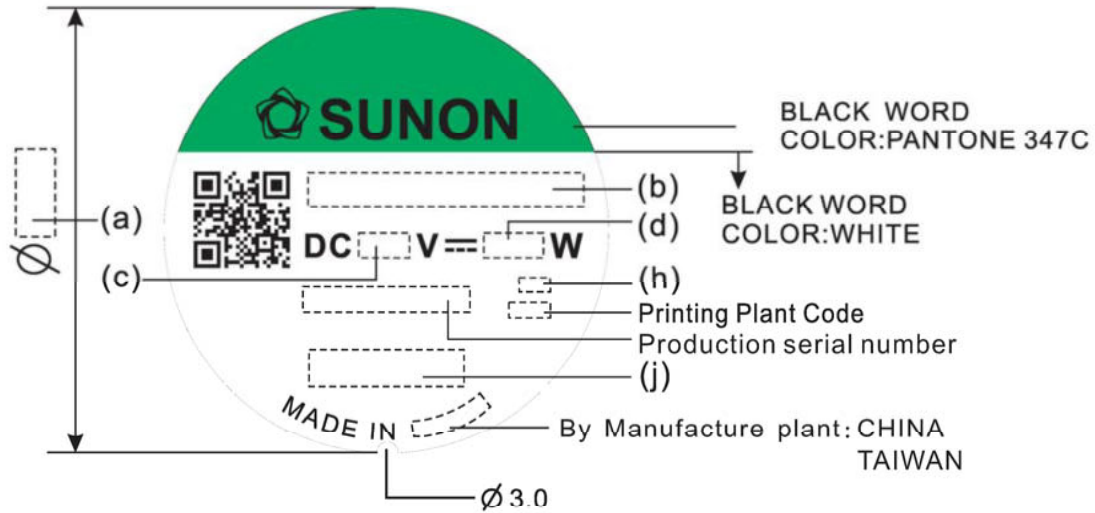 SUNON
BLACK WORD
COLOR:PANTONE 347C
(a)
(b)
BLACK WORD
COLOR:WHITE
(d)
DC V W
(c)
(h)
Printing Plant Code
Production serial number
(j)
MADE IN
By Manufacture plant: CHINA
TAIWAN
Ø
Ø 3.0